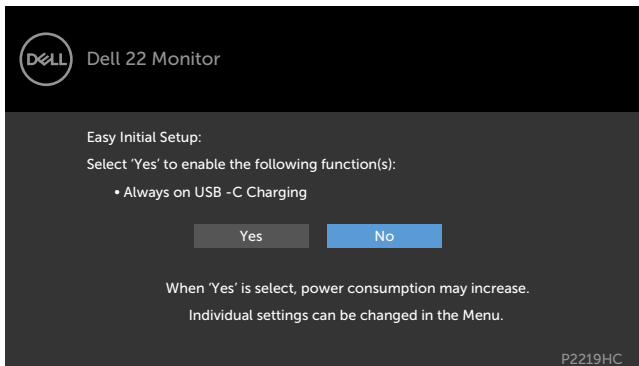 DELL
Dell 22 Monitor
Easy Initial Setup:
Select ‘Yes’ to enable the following function(s):
• Always on USB -C Charging
Yes No
When ‘Yes’ is select, power consumption may increase.
Individual settings can be changed in the Menu.
P2219HC